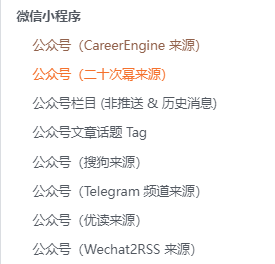 微信小程序
公众号（CareerEngine 来源）
公众号（二十次幂来源）
公众号栏目 (非推送 & 历史消息)
公众号文章话题 Tag
公众号（搜狗来源）
公众号（Telegram 频道来源）
公众号（优读来源）
公众号（Wechat2RSS 来源）